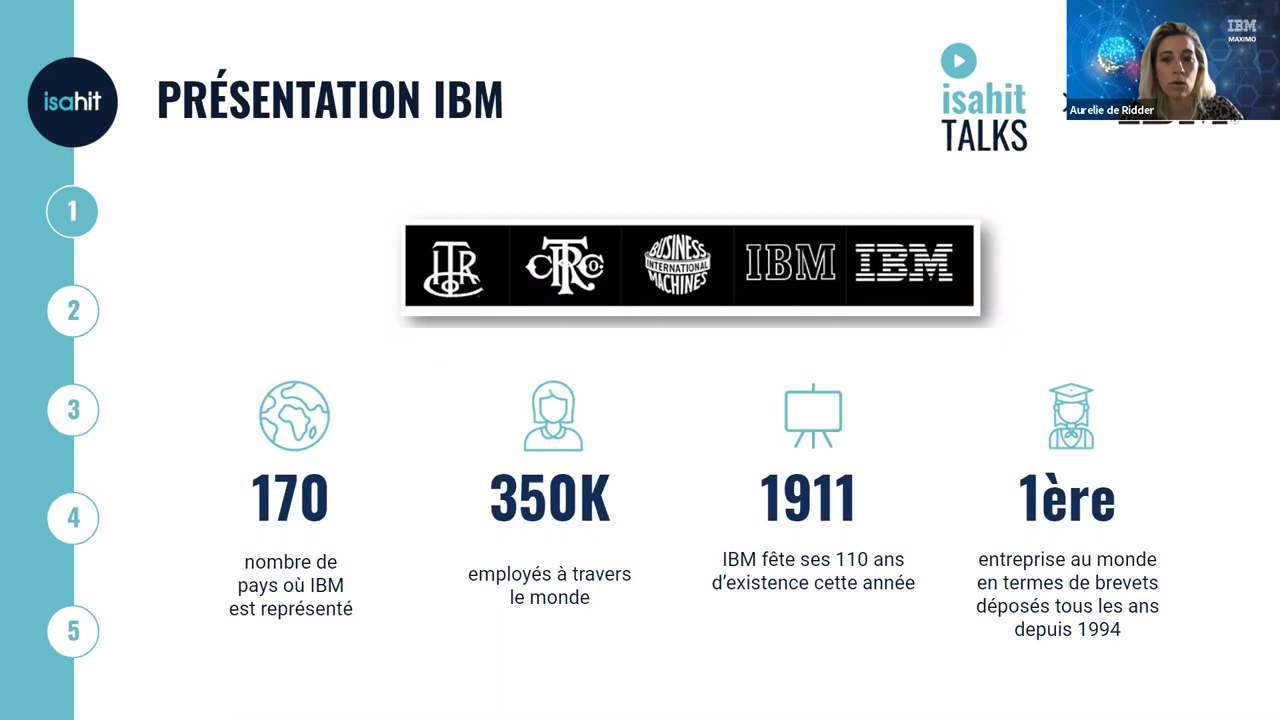 isahit
PRÉSENTATION IBM
isahit
TALKS
IBM
MAXIMO
Aurelie de Ridder
1
2
3
4
5
ITR
CTR Co:
BUSINESS
INTERNATIONAL
MACHINES
IBM
IBM
170
nombre de
pays où IBM
est représenté
350K
employés à travers
le monde
1911
IBM fête ses 110 ans
d'existence cette année
1ère
entreprise au monde
en termes de brevets
déposés tous les ans
depuis 1994